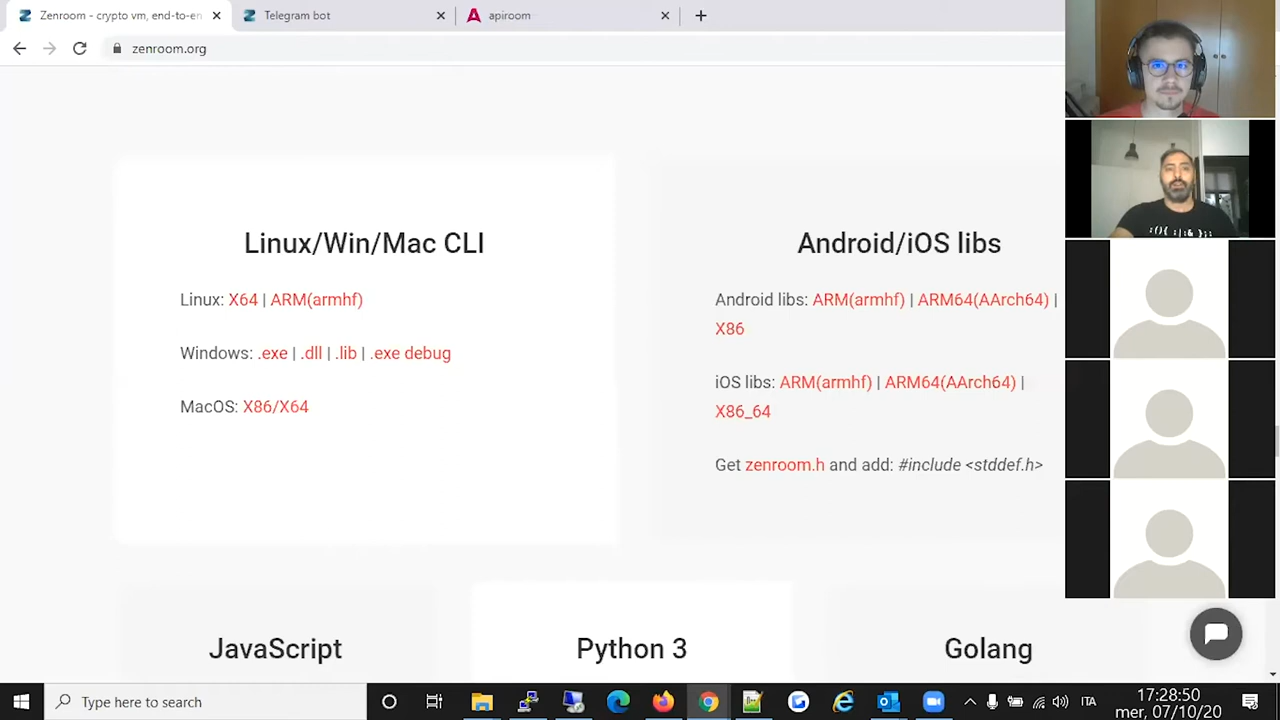 Zenroom - crypto vm, end-to-en
Telegram bot
apiroom
zenroom.org
Linux/Win/Mac CLI
Linux: X64 | ARM(armhf)
Windows: .exe | .dll | .lib | .exe debug
MacOS: X86/X64
Android/iOS libs
Android libs: ARM(armhf) | ARM64(AArch64) |
X86
iOS libs: ARM(armhf) | ARM64(AArch64) |
X86_64
Get zenroom.h and add: #include <stddef.h>
JavaScript
Python 3
Golang
Type here to search
ITA
17:28:50
mer, 07/10/20